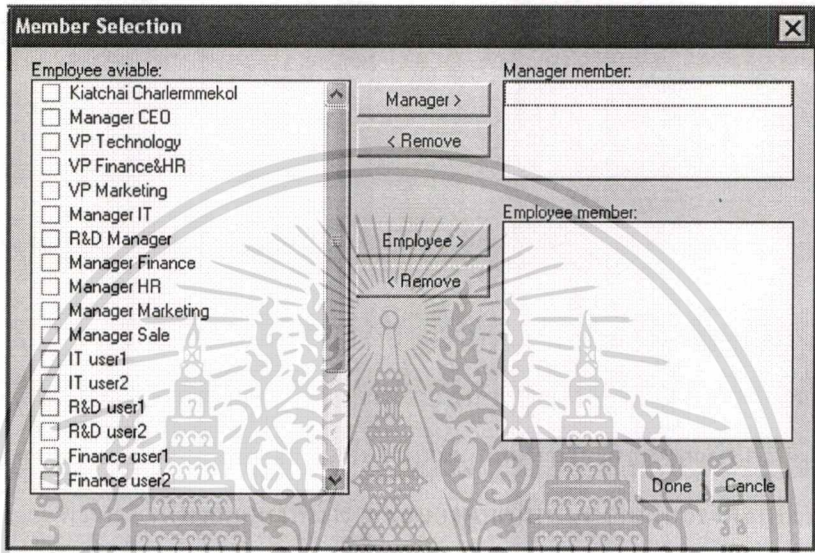 Member Selection
Employee aviable:
Kiatchai Charlermmekol
Manager CEO
VP Technology
VP Finance&HR
VP Marketing
Manager IT
R&D Manager
Manager Finance
Manager HR
Manager Marketing
Manager Sale
IT user1
IT user2
R&D user1
R&D user2
Finance user1
Finance user2
Manager >
< Remove
Employee >
< Remove
Manager member:
Employee member:
Done
Cancle